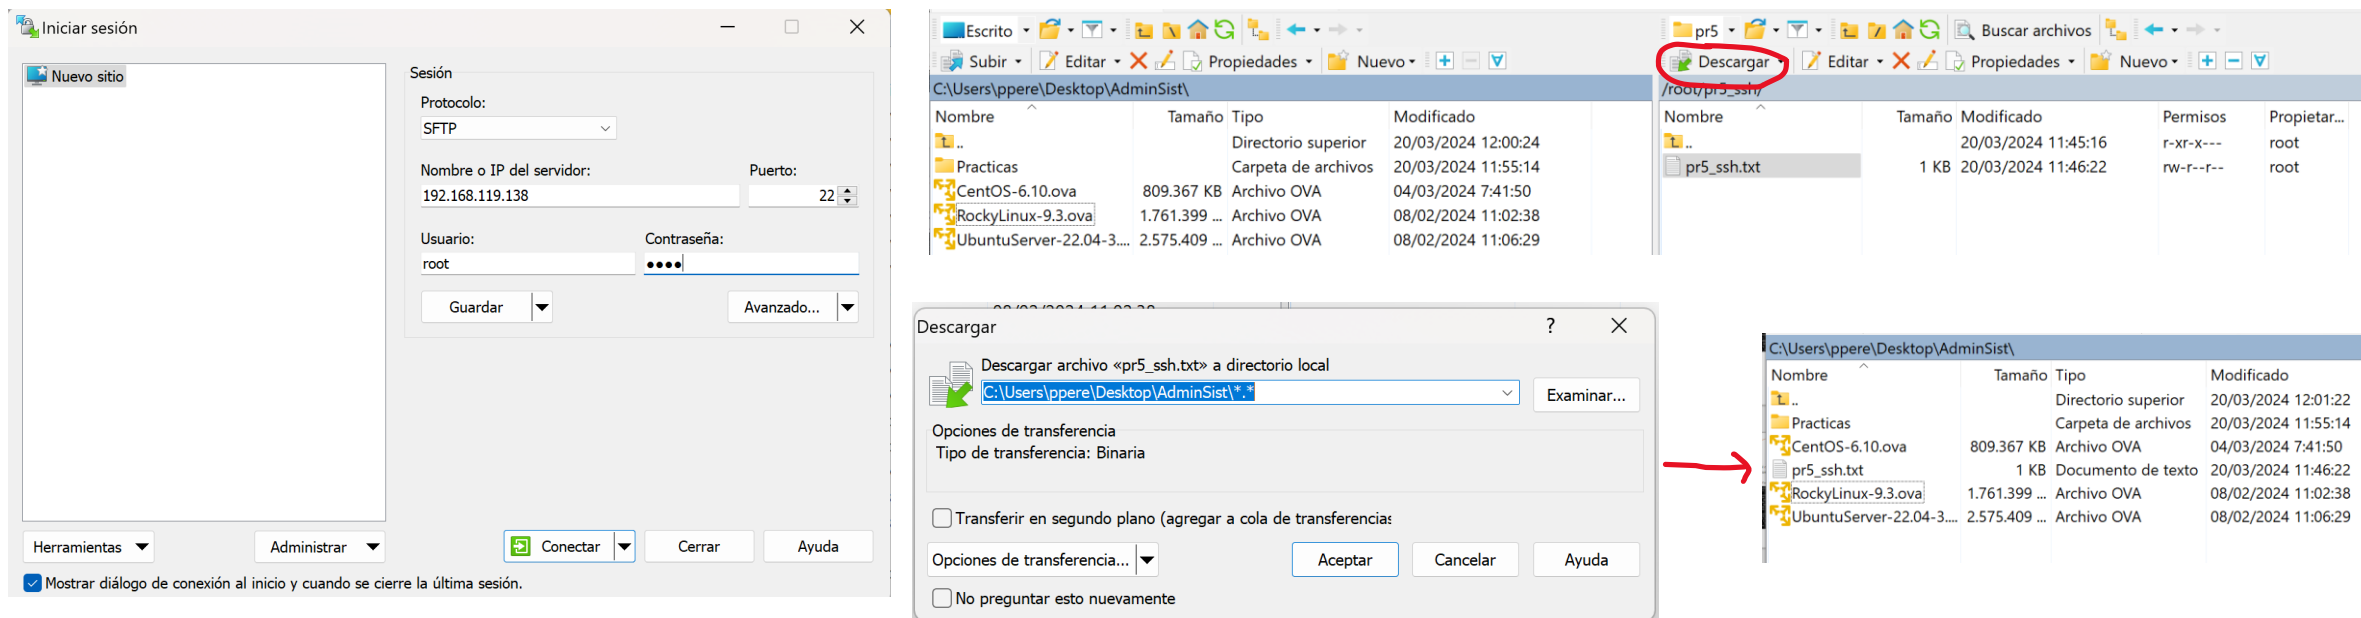 Iniciar sesión
Nuevo sitio
Sesión
Protocolo:
SFTP
Nombre o IP del servidor:
Puerto:
192.168.119.138
22
Usuario:
Contraseña:
root
••••
Guardar
Avanzado...
Herramientas
Administrar
Conectar
Cerrar
Ayuda
Mostrar diálogo de conexión al inicio y cuando se cierre la última sesión.
Escrito
Subir
Editar
Propiedades
Nuevo
C:\Users\ppere\Desktop\AdminSist\
Nombre Tamaño Tipo Modificado
.. Directorio superior 20/03/2024 12:00:24
Practicas Carpeta de archivos 20/03/2024 11:55:14
CentOS-6.10.ova 809.367 KB Archivo OVA 04/03/2024 7:41:50
RockyLinux-9.3.ova 1.761.399 ... Archivo OVA 08/02/2024 11:02:38
UbuntuServer-22.04-3.... 2.575.409 ... Archivo OVA 08/02/2024 11:06:29
pr5
Buscar archivos
Descargar
Editar
Propiedades
Nuevo
/root/pr5_ssh/
Nombre Tamaño Modificado Permisos Propietar...
.. 20/03/2024 11:45:16 r-xr-x--- root
pr5_ssh.txt 1 KB 20/03/2024 11:46:22 rw-r--r-- root
Descargar ?
Descargar archivo «pr5_ssh.txt» a directorio local
C:\Users\ppere\Desktop\AdminSist\*.*
Examinar...
Opciones de transferencia
Tipo de transferencia: Binaria
Transferir en segundo plano (agregar a cola de transferencias
Opciones de transferencia...
Aceptar
Cancelar
Ayuda
No preguntar esto nuevamente
C:\Users\ppere\Desktop\AdminSist\
Nombre Tamaño Tipo Modificado
.. Directorio superior 20/03/2024 12:01:22
Practicas Carpeta de archivos 20/03/2024 11:55:14
CentOS-6.10.ova 809.367 KB Archivo OVA 04/03/2024 7:41:50
pr5_ssh.txt 1 KB Documento de texto 20/03/2024 11:46:22
RockyLinux-9.3.ova 1.761.399 ... Archivo OVA 08/02/2024 11:02:38
UbuntuServer-22.04-3.... 2.575.409 ... Archivo OVA 08/02/2024 11:06:29